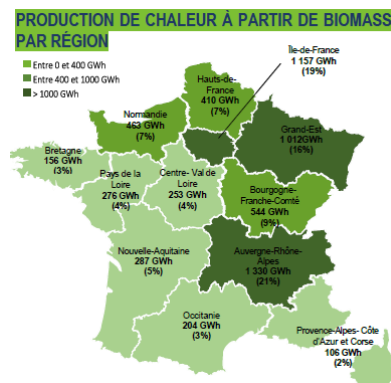 PRODUCTION DE CHALEUR À PARTIR DE BIOMASS
PAR RÉGION
Entre 0 et 400 GWh
Entre 400 et 1000 GWh
> 1000 GWh
Île-de-France
1 157 GWh
(19%)
Hauts-de-
France
410 GWh
(7%)
Normandie
463 GWh
(7%)
Grand-Est
1 012GWh
(16%)
Bretagne
156 GWh
(3%)
Pays de la
Loire
276 GWh
(4%)
Centre- Val de
Loire
253 GWh
(4%)
Bourgogne-
Franche-Comté
544 GWh
(9%)
Nouvelle-Aquitaine
287 GWh
(5%)
Auvergne-Rhône-
Alpes
1 330 GWh
(21%)
Occitanie
204 GWh
(3%)
Provence-Alpes- Côte
d'Azur et Corse
106 GWh
(2%)